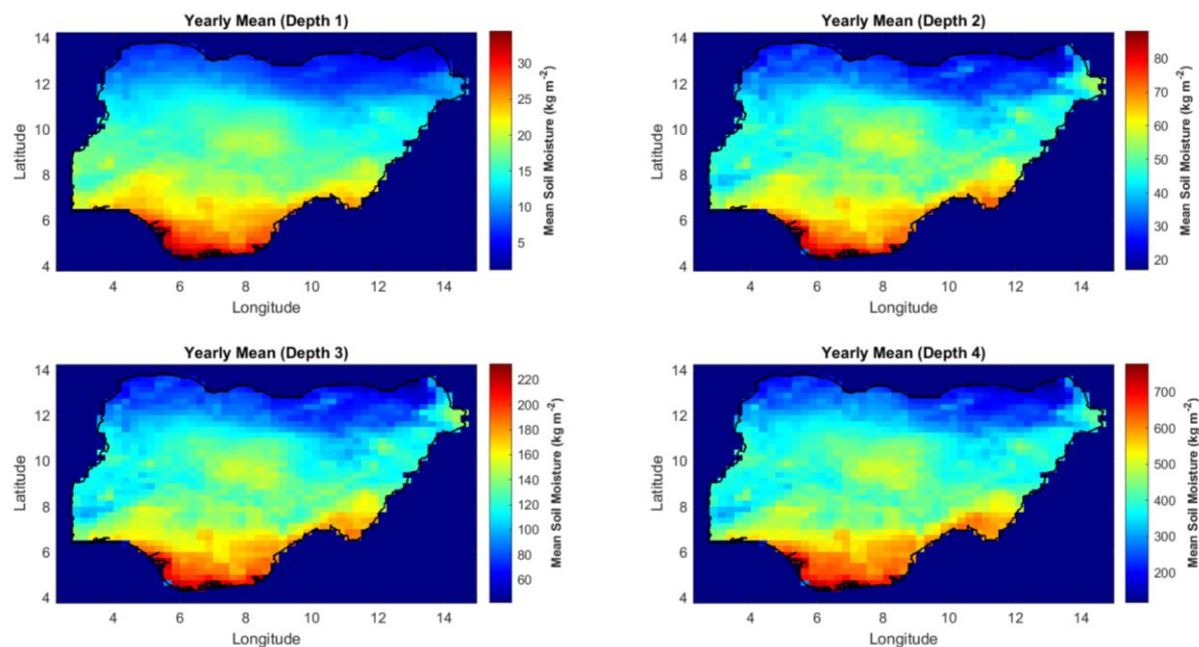 Yearly Mean (Depth 1)
14
12
10
8
6
4
Latitude
4 6 8 10 12 14
Longitude
30
25
20
15
10
5
Mean Soil Moisture (kg m⁻²)
Yearly Mean (Depth 2)
14
12
10
8
6
4
Latitude
4 6 8 10 12 14
Longitude
80
70
60
50
40
30
20
Mean Soil Moisture (kg m⁻²)
Yearly Mean (Depth 3)
14
12
10
8
6
4
Latitude
4 6 8 10 12 14
Longitude
220
200
180
160
140
120
100
80
60
Mean Soil Moisture (kg m⁻²)
Yearly Mean (Depth 4)
14
12
10
8
6
4
Latitude
4 6 8 10 12 14
Longitude
700
600
500
400
300
200
Mean Soil Moisture (kg m⁻²)